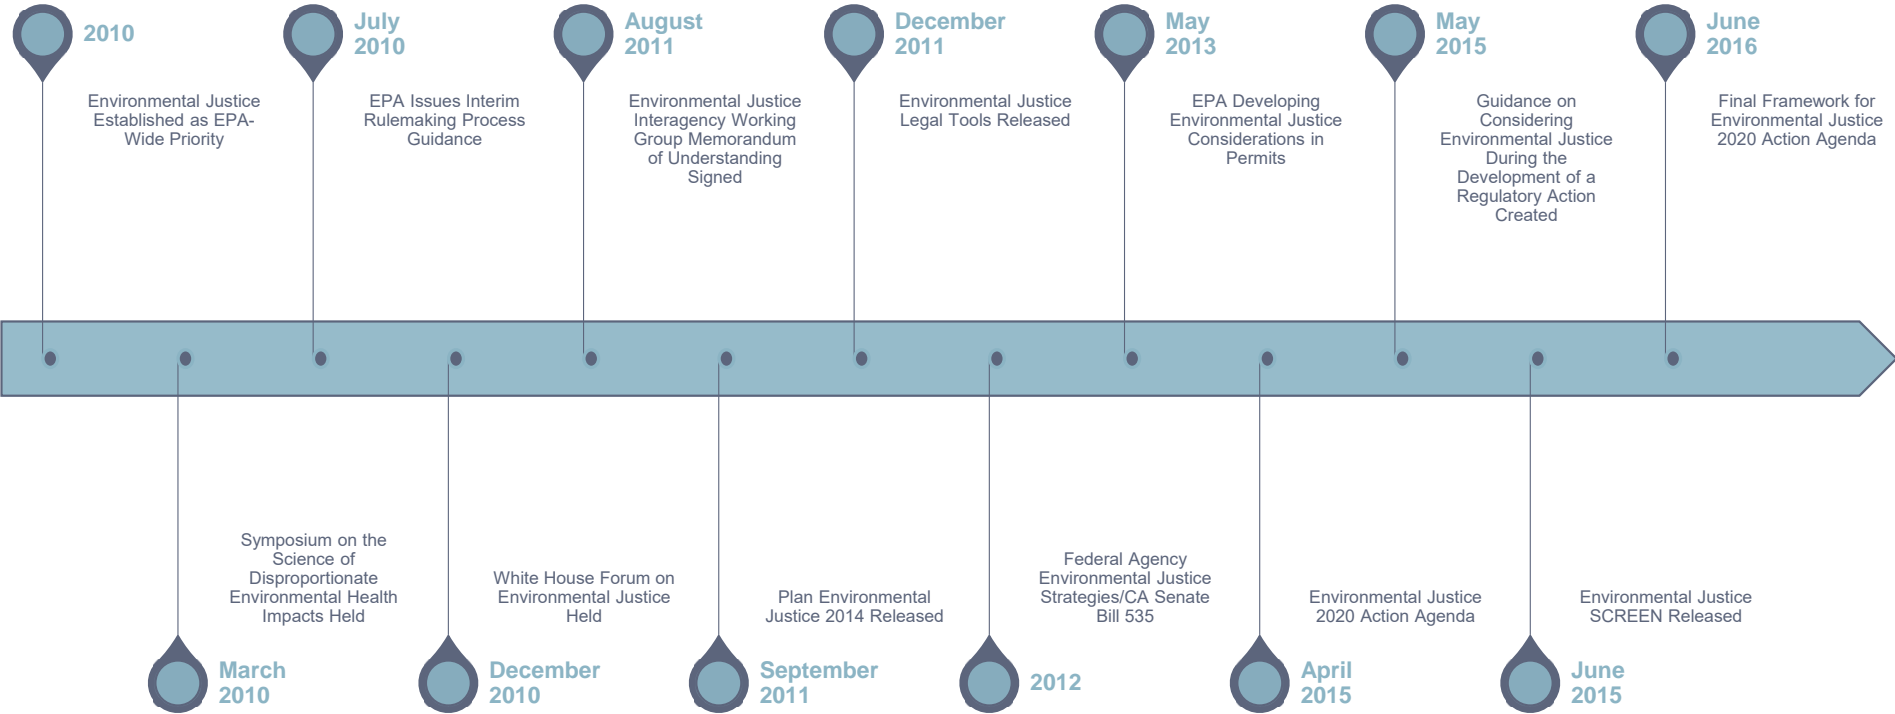 2010
Environmental Justice
Established as EPA-
Wide Priority
July
2010
EPA Issues Interim
Rulemaking Process
Guidance
August
2011
Environmental Justice
Interagency Working
Group Memorandum
of Understanding
Signed
December
2011
Environmental Justice
Legal Tools Released
May
2013
EPA Developing
Environmental Justice
Considerations in
Permits
May
2015
Guidance on
Considering
Environmental Justice
During the
Development of a
Regulatory Action
Created
June
2016
Final Framework for
Environmental Justice
2020 Action Agenda
Symposium on the
Science of
Disproportionate
Environmental Health
Impacts Held
March
2010
White House Forum on
Environmental Justice
Held
December
2010
Plan Environmental
Justice 2014 Released
September
2011
Federal Agency
Environmental Justice
Strategies/CA Senate
Bill 535
2012
Environmental Justice
2020 Action Agenda
April
2015
Environmental Justice
SCREEN Released
June
2015